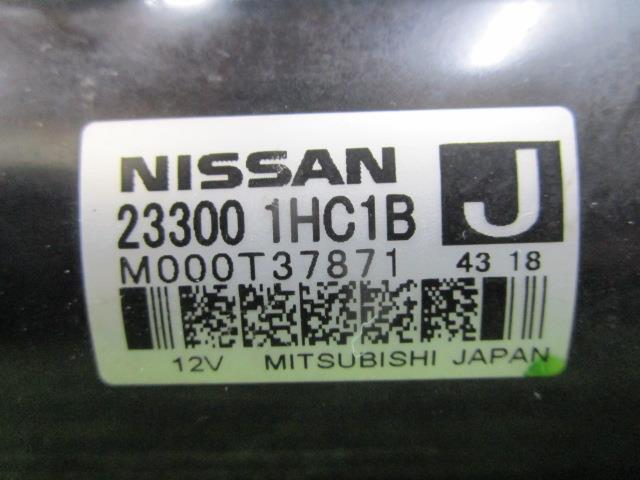 NISSAN
23300 1HC1B J
M000T37871 43 18
12V MITSUBISHI JAPAN